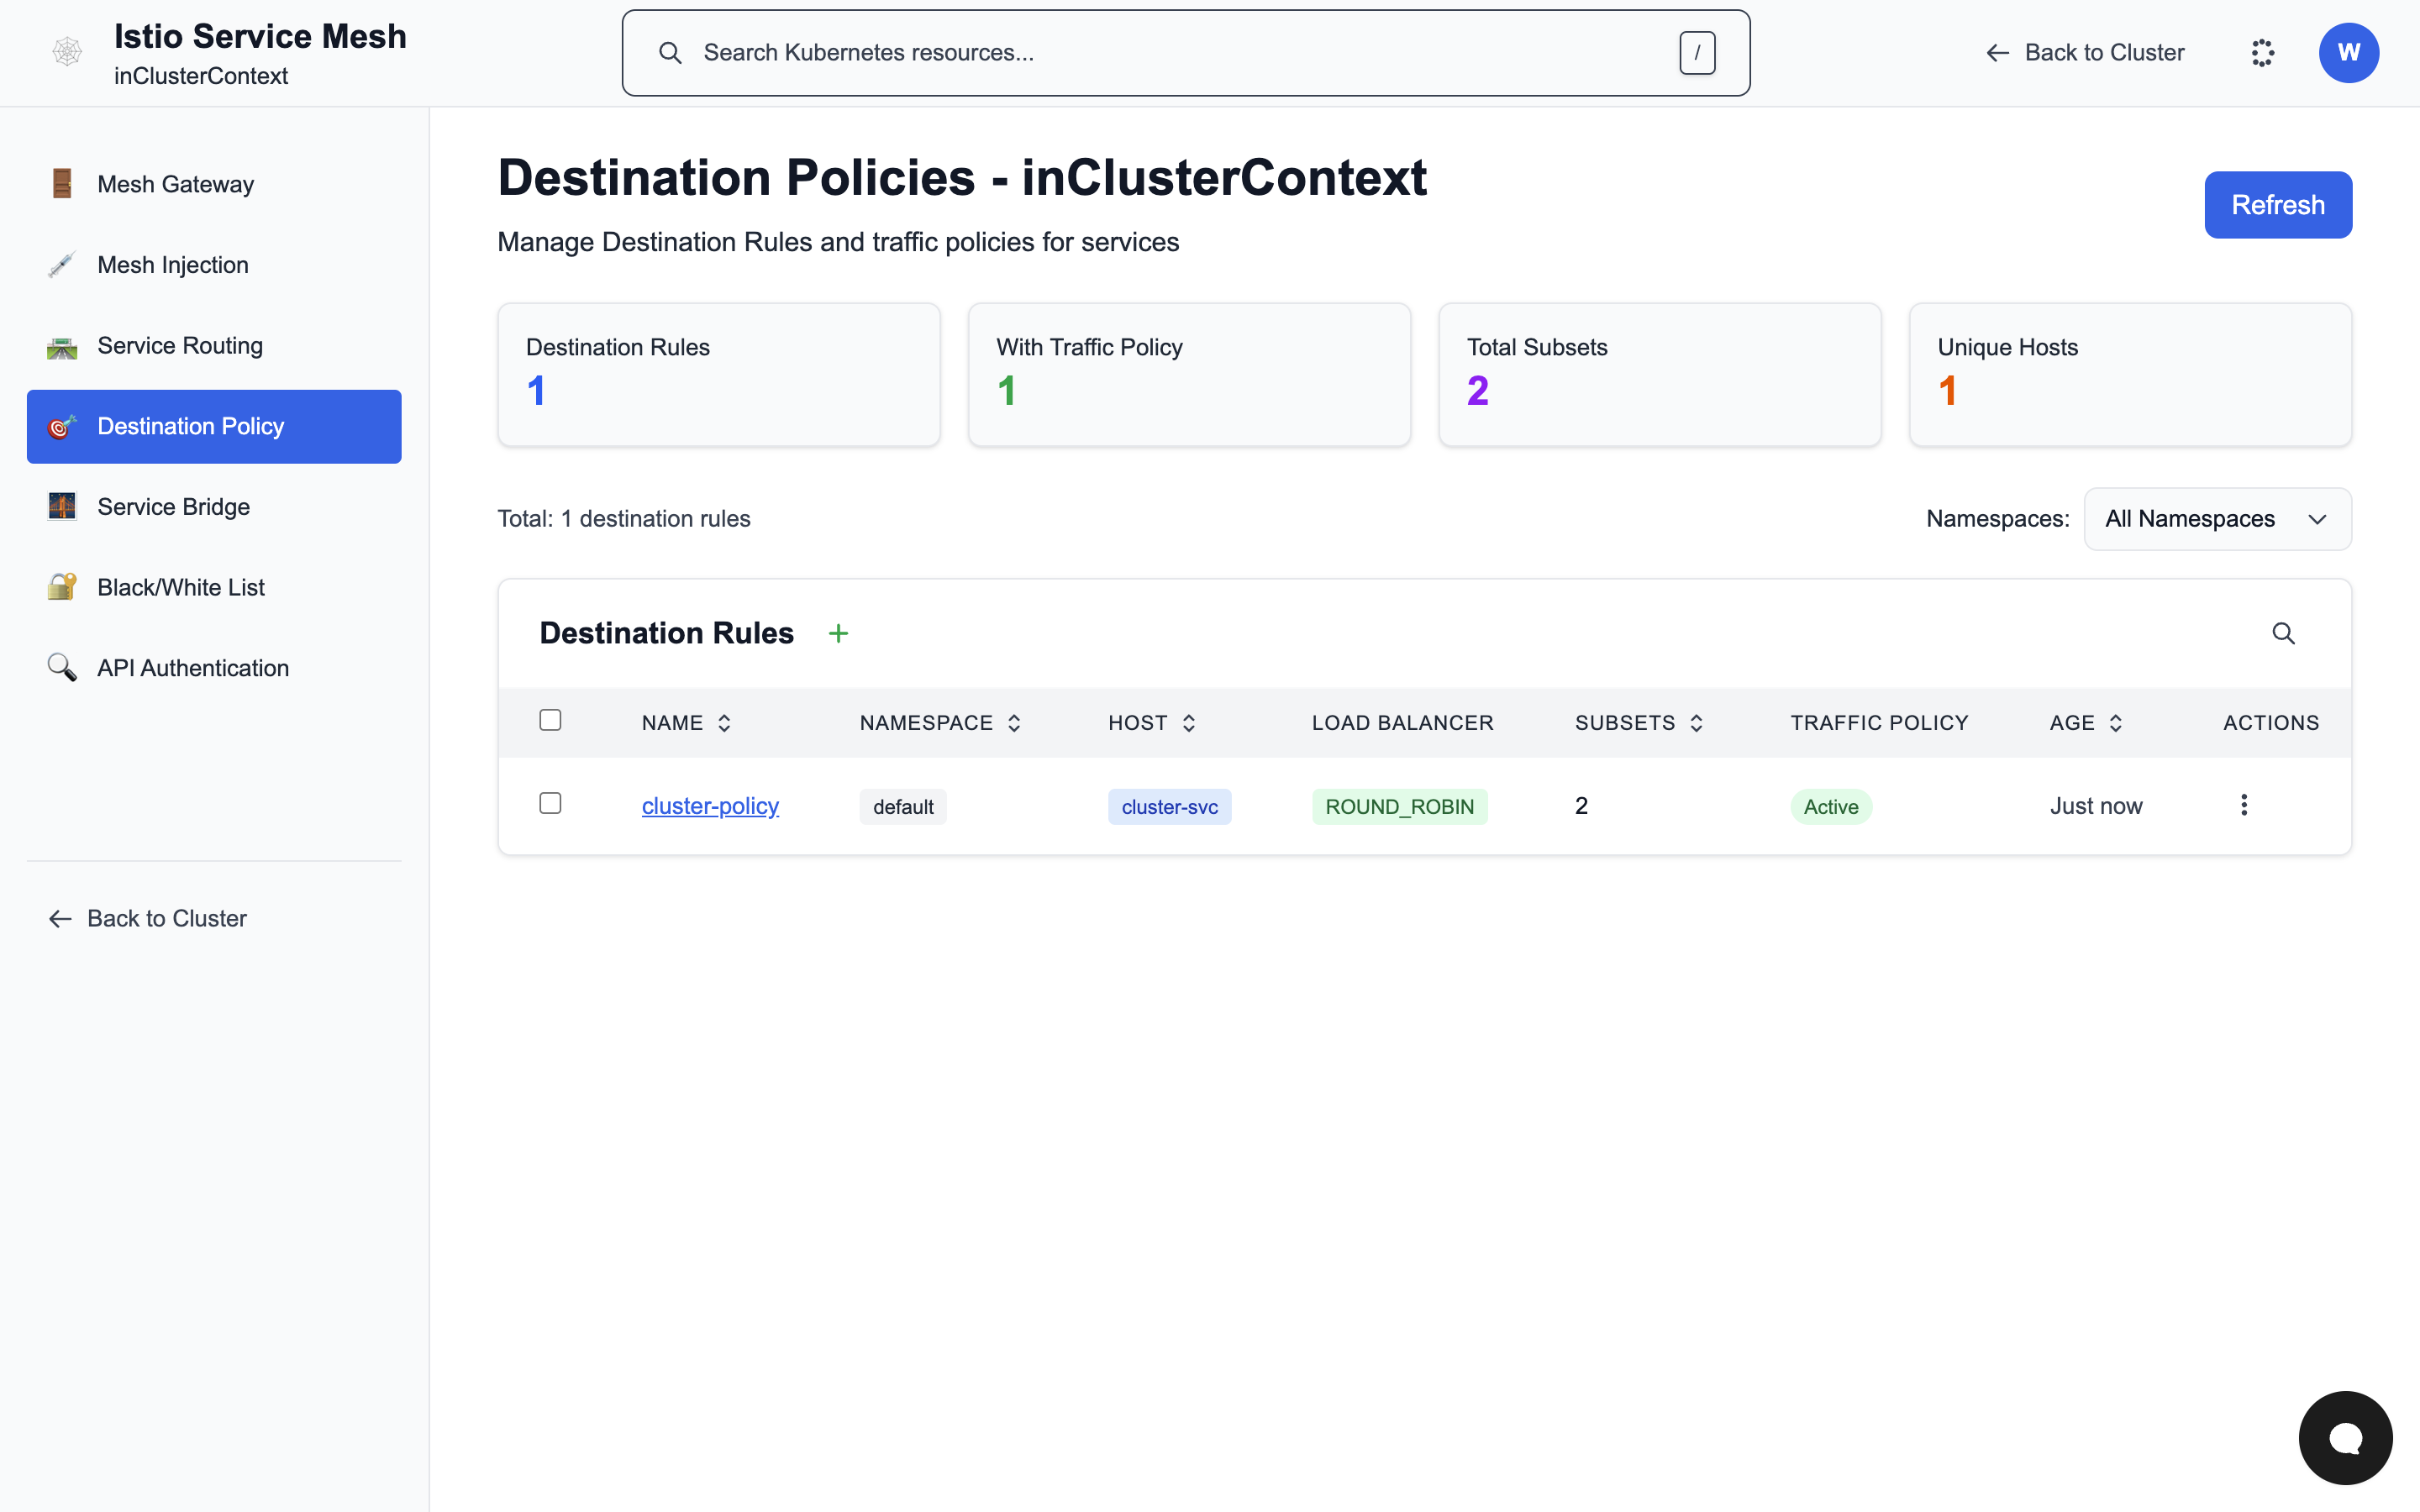 Istio Service Mesh
inClusterContext
Search Kubernetes resources...
/
Back to Cluster
W
Mesh Gateway
Mesh Injection
Service Routing
Destination Policy
Service Bridge
Black/White List
API Authentication
Back to Cluster
Destination Policies - inClusterContext
Manage Destination Rules and traffic policies for services
Refresh
Destination Rules
1
With Traffic Policy
1
Total Subsets
2
Unique Hosts
1
Total: 1 destination rules
Namespaces: All Namespaces
Destination Rules +
NAME NAMESPACE HOST LOAD BALANCER SUBSETS TRAFFIC POLICY AGE ACTIONS
cluster-policy default cluster-svc ROUND_ROBIN 2 Active Just now